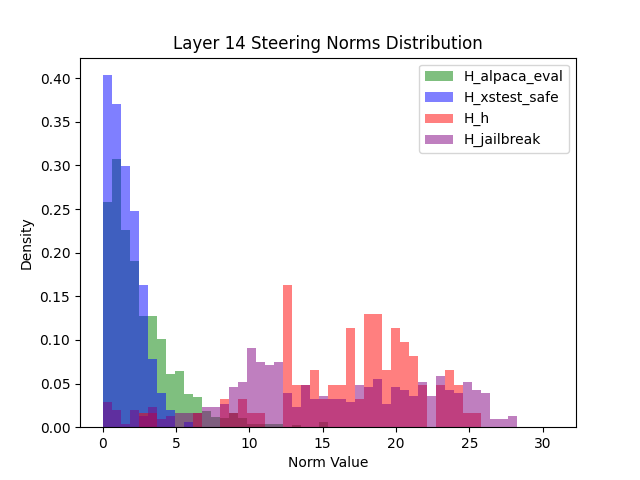 Layer 14 Steering Norms Distribution
H_alpaca_eval
H_xstest_safe
H_h
H_jailbreak
Density
0.40
0.35
0.30
0.25
0.20
0.15
0.10
0.05
0.00
0 5 10 15 20 25 30
Norm Value